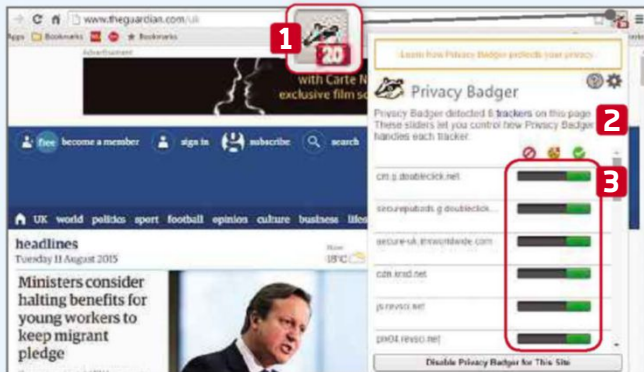 www.theguardian.com/uk
Apps Bookmarks Bookmarks
Advertisement
1
20
with Carte N
exclusive film sc
Learn how Privacy Badger protects your privacy
Privacy Badger
Privacy Badger detected 6 trackers on this page
These sliders let you control how Privacy Badger
handles each tracker.
2
3
free become a member sign in subscribe search
cm.g.doubleclick.net
securepubads.g.doubleclick...
secure-uk.imrworldwide.com
js.revsci.net
pix04.revsci.net
Disable Privacy Badger for This Site
UK world politics sport football opinion culture business lifes
headlines
Tuesday 11 August 2015
Now
18°C
Ministers consider
halting benefits for
young workers to
keep migrant
pledge